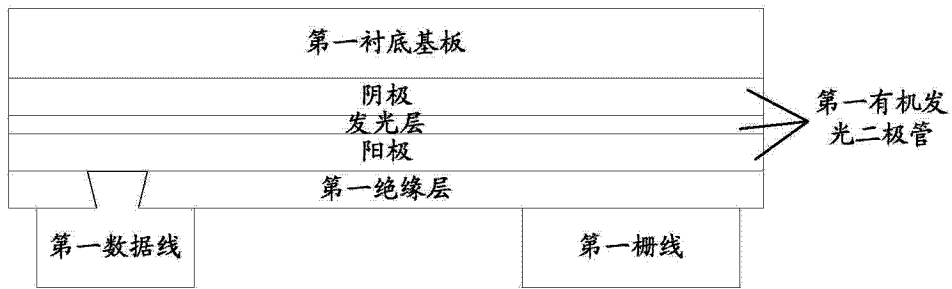 第一衬底基板
阴极
发光层
阳极
第一有机发
光二极管
第一绝缘层
第一数据线
第一栅线